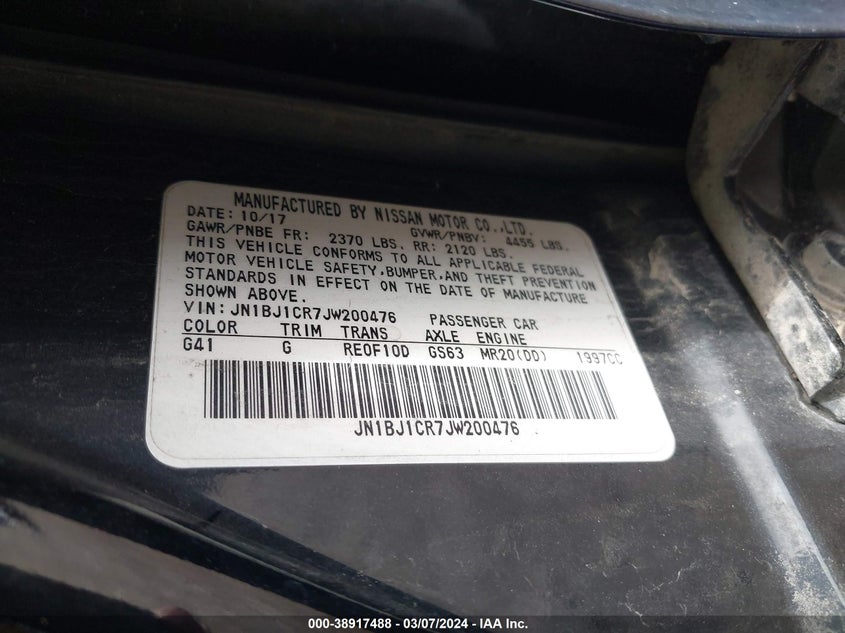 MANUFACTURED BY NISSAN MOTOR CO.,LTD.
DATE: 10/17 GVWR/PNBV: 4455 LBS.
GAWR/PNBE FR: 2370 LBS. RR: 2120 LBS.
THIS VEHICLE CONFORMS TO ALL APPLICABLE FEDERAL
MOTOR VEHICLE SAFETY,BUMPER,AND THEFT PREVENTION
STANDARDS IN EFFECT ON THE DATE OF MANUFACTURE
SHOWN ABOVE.
VIN: JN1BJ1CR7JW200476 PASSENGER CAR
COLOR TRIM TRANS AXLE ENGINE
G41 G RE0F10D GS63 MR20(DD) 1997CC
JN1BJ1CR7JW200476
000-38917488 - 03/07/2024 - © IAA Inc.